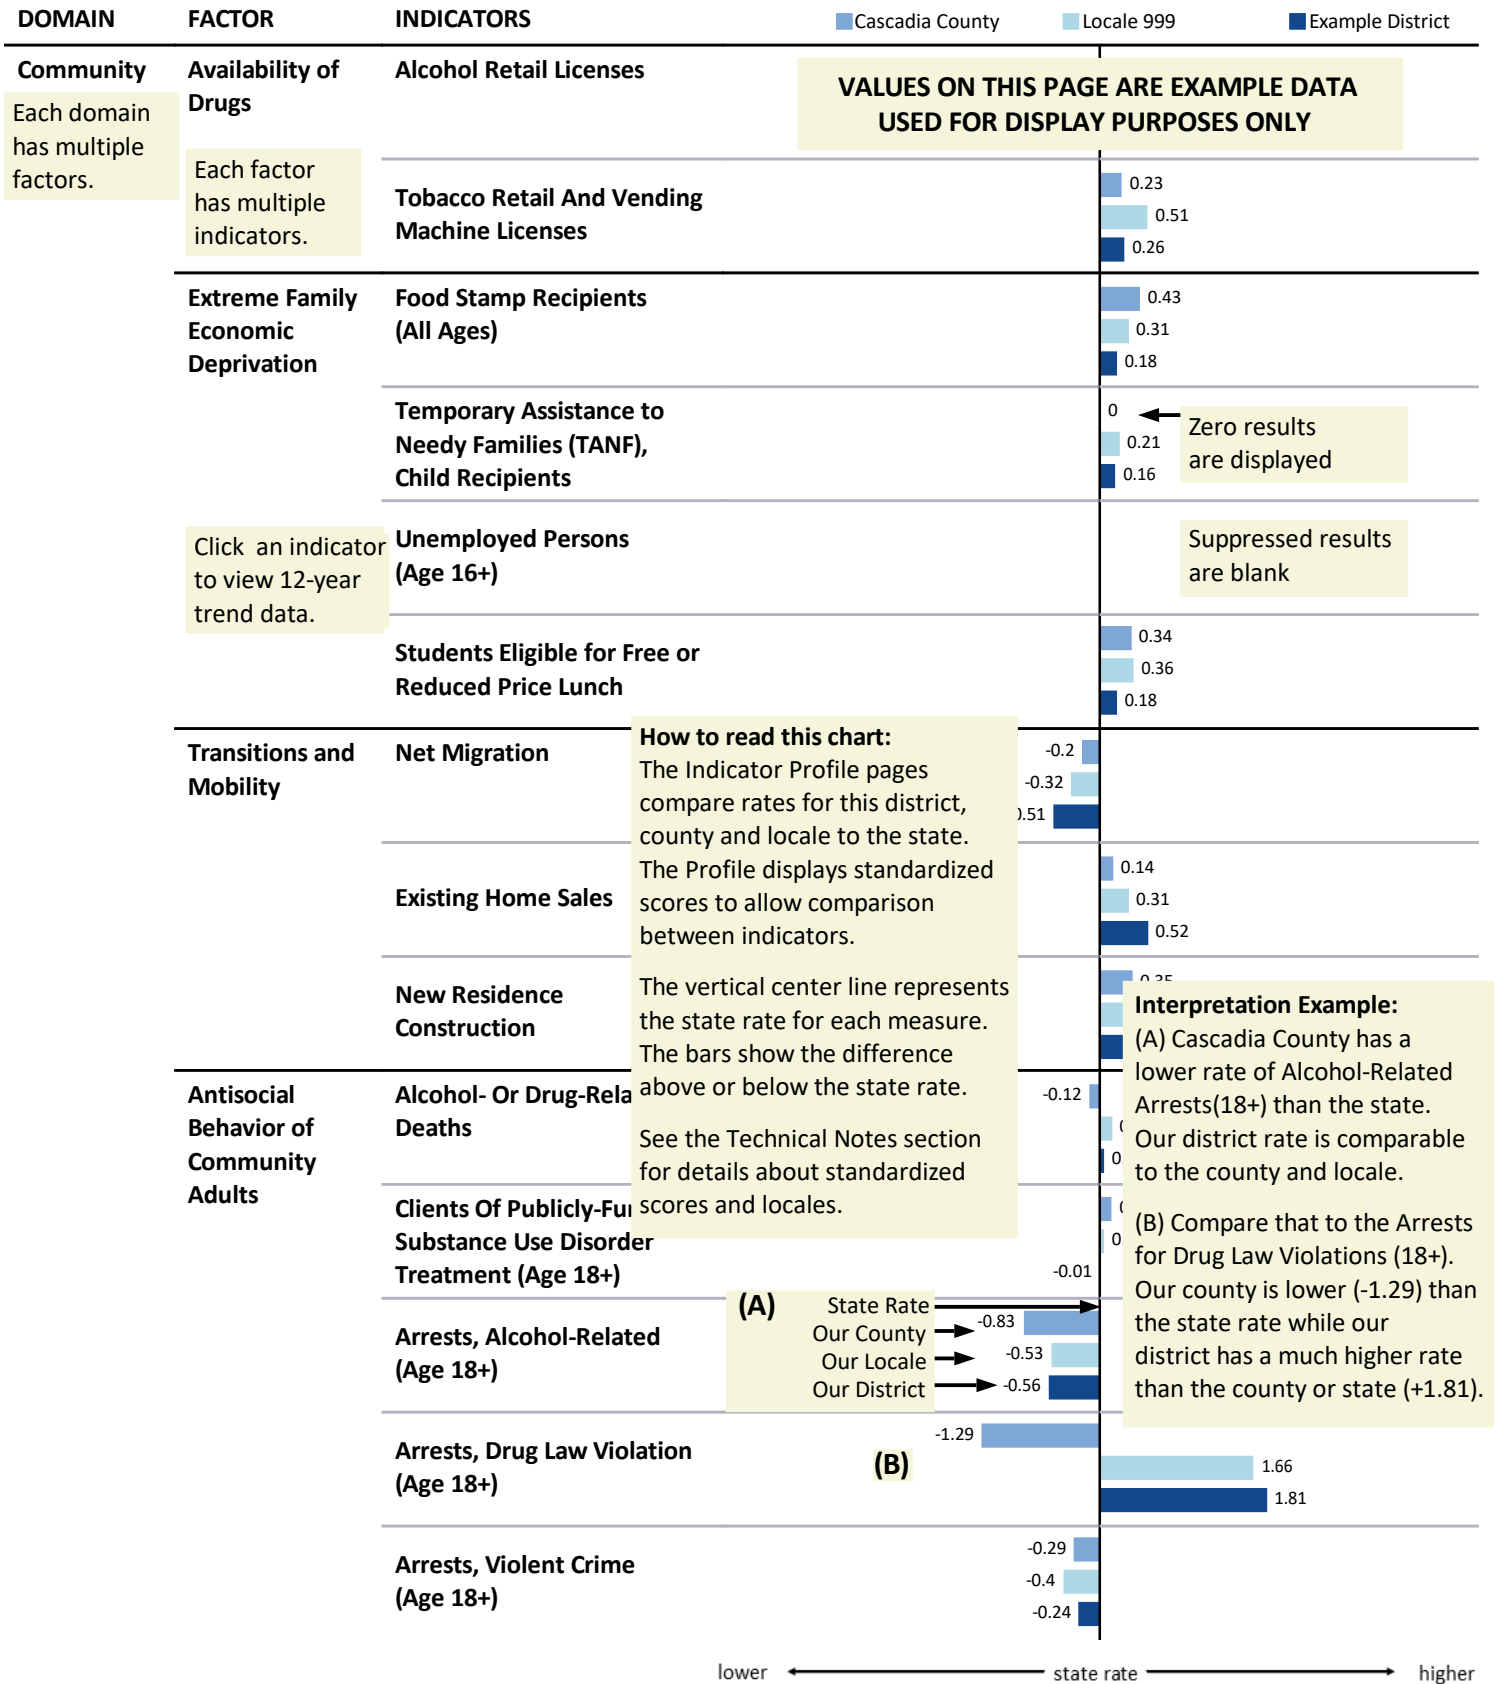 DOMAIN FACTOR INDICATORS Cascadia County Locale 999 Example District
Community
Each domain
has multiple
factors.
Availability of
Drugs
Each factor
has multiple
indicators.
Alcohol Retail Licenses
VALUES ON THIS PAGE ARE EXAMPLE DATA
USED FOR DISPLAY PURPOSES ONLY
Tobacco Retail And Vending
Machine Licenses
0.23
0.51
0.26
Extreme Family
Economic
Deprivation
Food Stamp Recipients
(All Ages)
0.43
0.31
0.18
Temporary Assistance to
Needy Families (TANF),
Child Recipients
0
0.21
0.16
Zero results
are displayed
Click an indicator
to view 12-year
trend data.
Unemployed Persons
(Age 16+)
Suppressed results
are blank
Students Eligible for Free or
Reduced Price Lunch
0.34
0.36
0.18
Transitions and
Mobility
Net Migration
-0.2
-0.32
.51
How to read this chart:
The Indicator Profile pages
compare rates for this district,
county and locale to the state.
The Profile displays standardized
scores to allow comparison
between indicators.
The vertical center line represents
the state rate for each measure.
The bars show the difference
above or below the state rate.
See the Technical Notes section
for details about standardized
scores and locales.
Existing Home Sales
0.14
0.31
0.52
New Residence
Construction
Interpretation Example:
(A) Cascadia County has a
lower rate of Alcohol-Related
Arrests(18+) than the state.
Our district rate is comparable
to the county and locale.
(B) Compare that to the Arrests
for Drug Law Violations (18+).
Our county is lower (-1.29) than
the state rate while our
district has a much higher rate
than the county or state (+1.81).
Antisocial
Behavior of
Community
Adults
Alcohol- Or Drug-Rela
Deaths
-0.12
0.
Clients Of Publicly-Fu
Substance Use Disorder
Treatment (Age 18+)
0.
-0.01
Arrests, Alcohol-Related
(Age 18+)
(A)
State Rate
Our County
Our Locale
Our District
-0.83
-0.53
-0.56
Arrests, Drug Law Violation
(Age 18+)
(B)
-1.29
1.66
1.81
Arrests, Violent Crime
(Age 18+)
-0.29
-0.4
-0.24
lower state rate higher